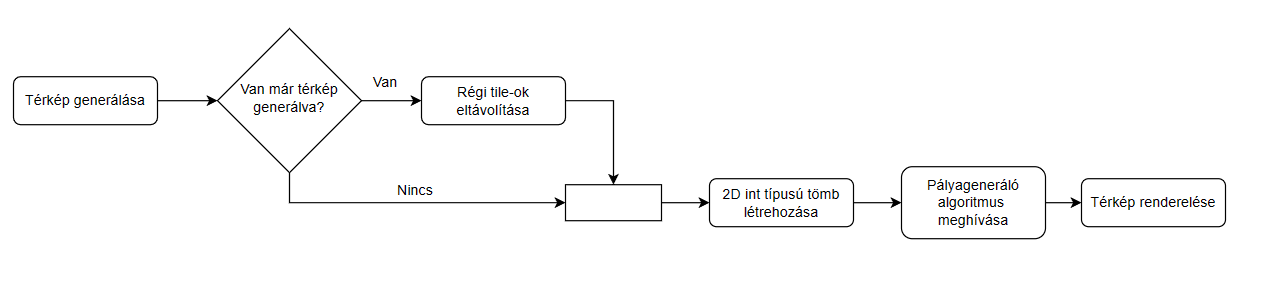 Térkép generálása
Van már térkép
generálva?
Van
Régi tile-ok
eltávolítása
Nincs
2D int típusú tömb
létrehozása
Pályageneráló
algoritmus
meghívása
Térkép renderelése